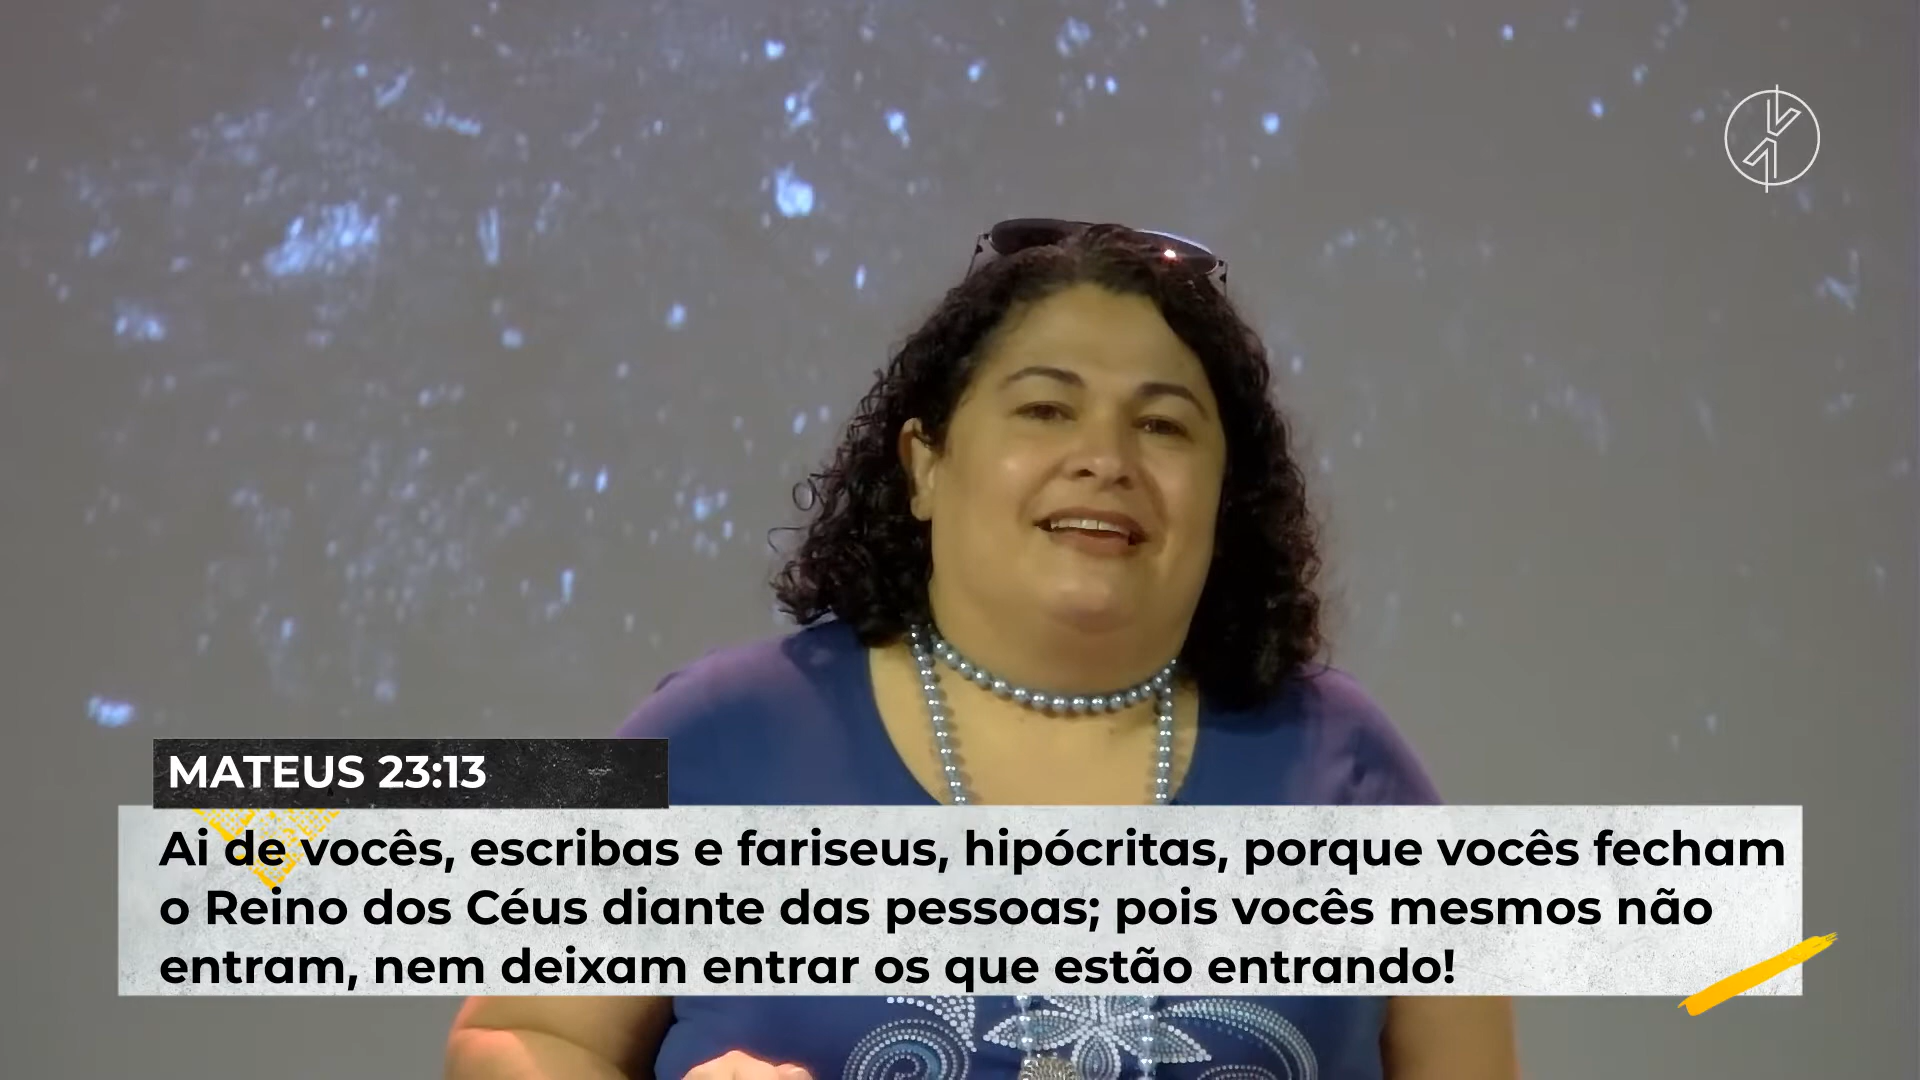 MATEUS 23:13
Ai de vocês, escribas e fariseus, hipócritas, porque vocês fecham
o Reino dos Céus diante das pessoas; pois vocês mesmos não
entram, nem deixam entrar os que estão entrando!